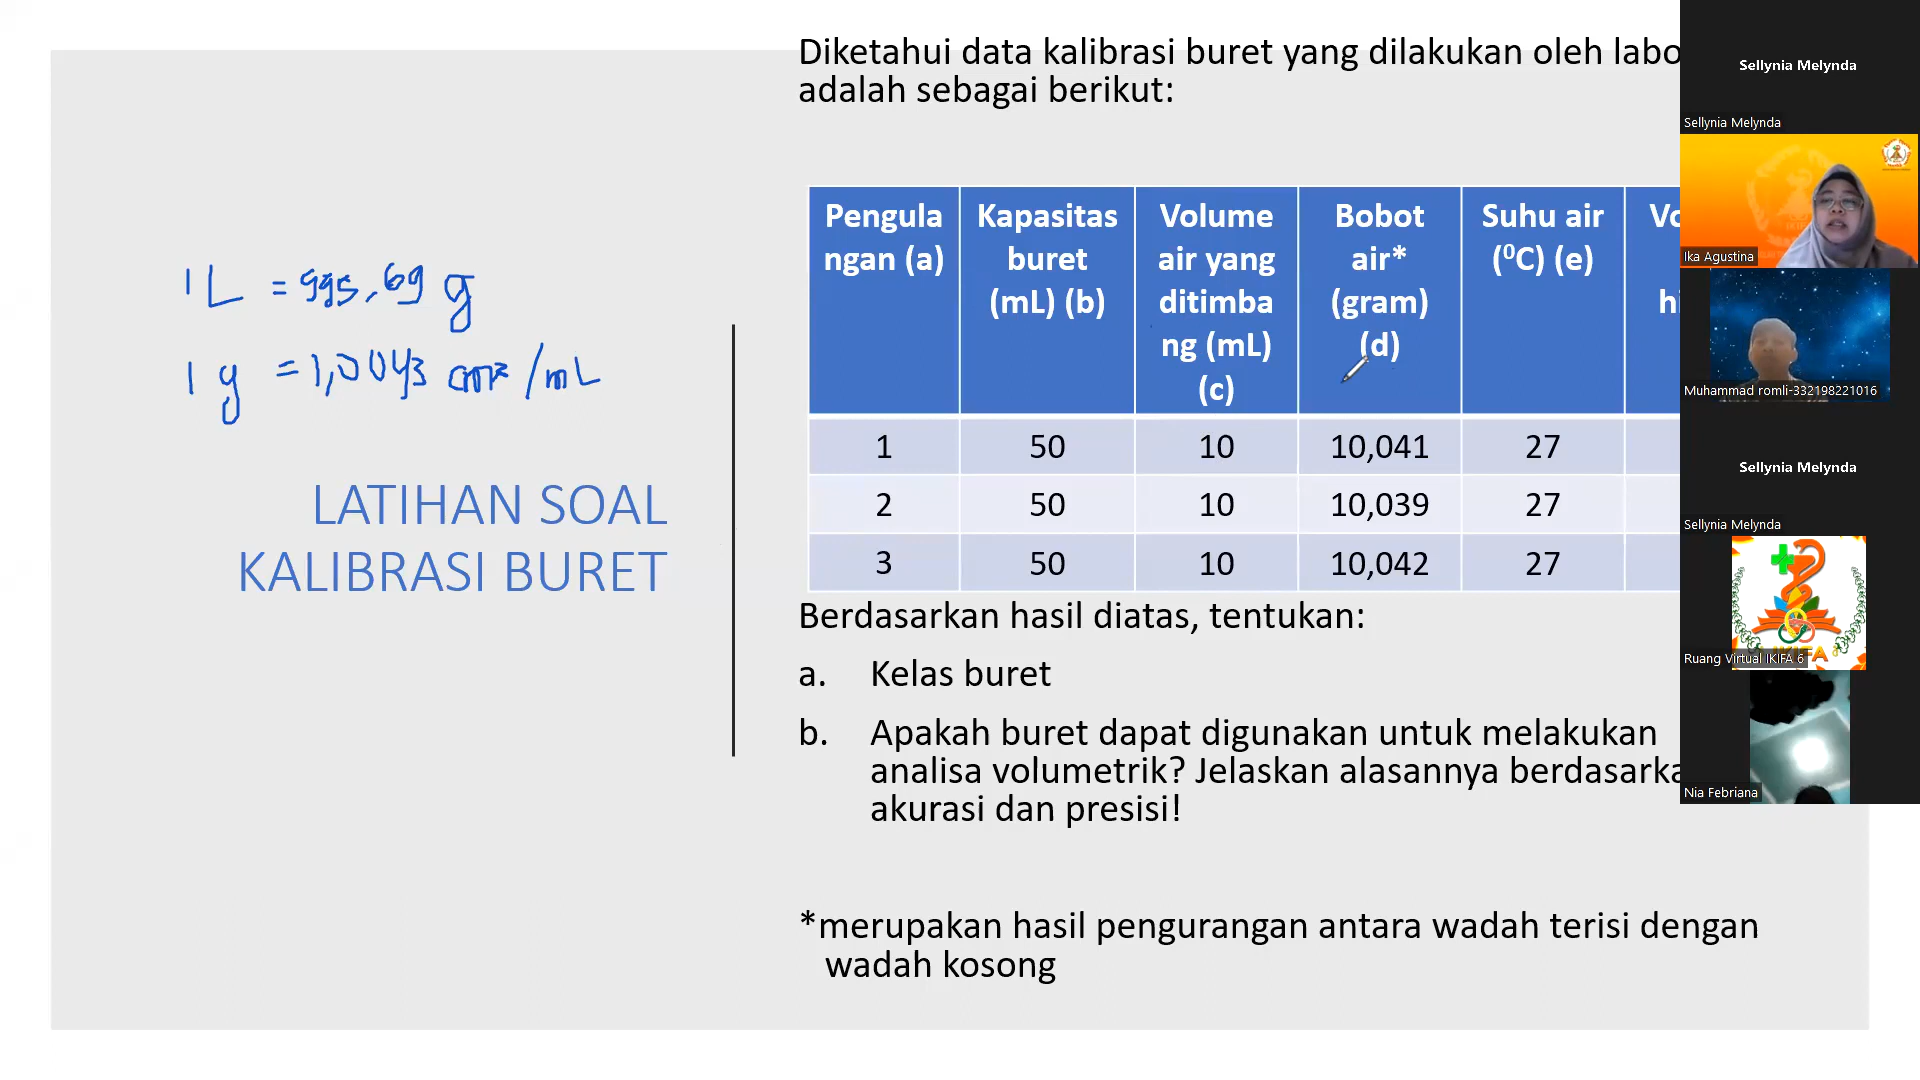 Diketahui data kalibrasi buret yang dilakukan oleh
adalah sebagai berikut:
1 L = 995,69 g
1 g = 1,0043 cm³/mL
LATIHAN SOAL
KALIBRASI BURET
Pengula
ngan (a)
Kapasitas
buret
(mL) (b)
Volume
air yang
ditimba
ng (mL)
(c)
Bobot
air*
(gram)
(d)
Suhu air
(⁰C) (e)
1 50 10 10,041 27
2 50 10 10,039 27
3 50 10 10,042 27
Berdasarkan hasil diatas, tentukan:
a. Kelas buret
b. Apakah buret dapat digunakan untuk melakukan
analisa volumetrik? Jelaskan alasannya
akurasi dan presisi!
*merupakan hasil pengurangan antara wadah terisi dengan
wadah kosong
Sellynia Melynda
Sellynia Melynda
Ika Agustina
Muhammad romli-332198221016
Sellynia Melynda
Sellynia Melynda
IKIFA
Ruang Virtual IKIFA 6
Nia Febriana